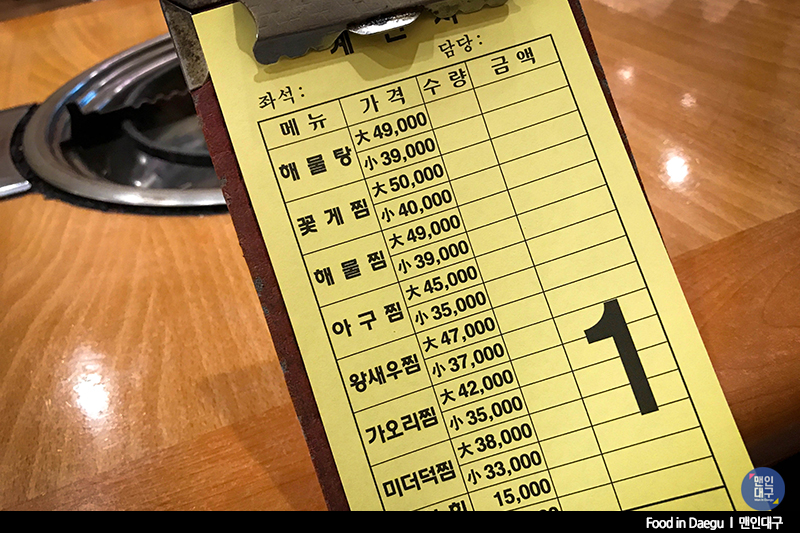 계 산 서
담당:
좌석:
메 뉴 가 격 수 량 금 액
해 물 탕 大 49,000
小 39,000
꽃 게 찜 大 50,000
小 40,000
해 물 찜 大 49,000
小 39,000
아 구 찜 大 45,000
小 35,000
왕새우찜 大 47,000
小 37,000
가오리찜 大 42,000
小 35,000
미더덕찜 大 38,000
小 33,000
15,000
1
맨인
대구
Food in Daegu l 맨인대구